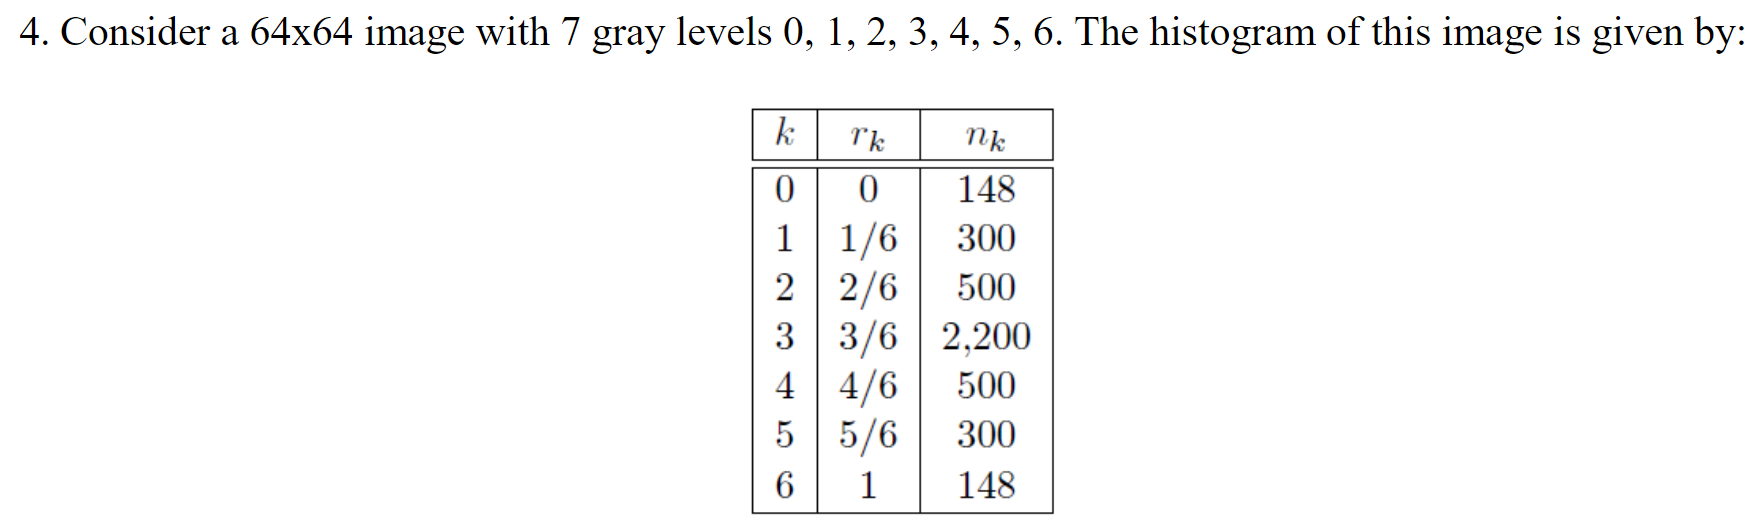 4. Consider a 64x64 image with 7 gray levels 0, 1, 2, 3, 4, 5, 6. The histogram of this image is given by:
k r_k n_k
0 0 148
1 1/6 300
2 2/6 500
3 3/6 2,200
4 4/6 500
5 5/6 300
6 1 148